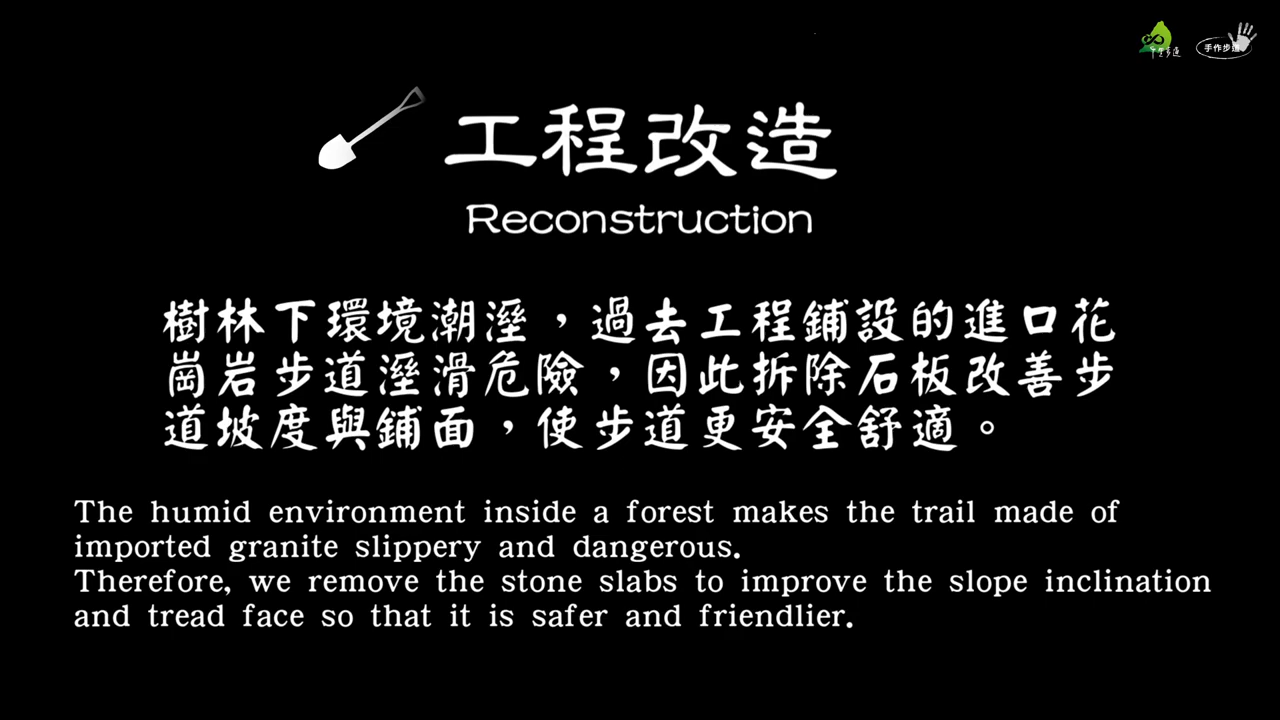 手作步道
工程改造
Reconstruction
樹林下環境潮溼，過去工程鋪設的進口花
崗岩步道溼滑危險，因此拆除石板改善步
道坡度與鋪面，使步道更安全舒適。
The humid environment inside a forest makes the trail made of
imported granite slippery and dangerous.
Therefore, we remove the stone slabs to improve the slope inclination
and tread face so that it is safer and friendlier.